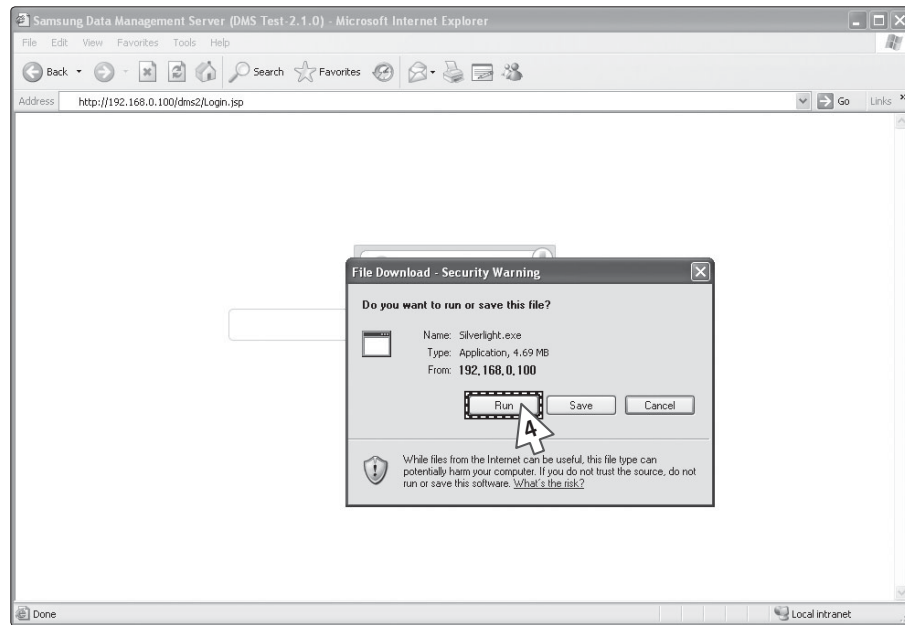 Samsung Data Management Server (DMS Test-2.1.0) - Microsoft Internet Explorer
File Edit View Favorites Tools Help
Back Search Favorites
Address http://192.168.0.100/dms2/Login.jsp Go Links »
File Download - Security Warning
Do you want to run or save this file?
Name: Silverlight.exe
Type: Application, 4.69 MB
From: 192.168.0.100
Run Save Cancel
4
While files from the Internet can be useful, this file type can
potentially harm your computer. If you do not trust the source, do not
run or save this software. What's the risk?
Done Local intranet